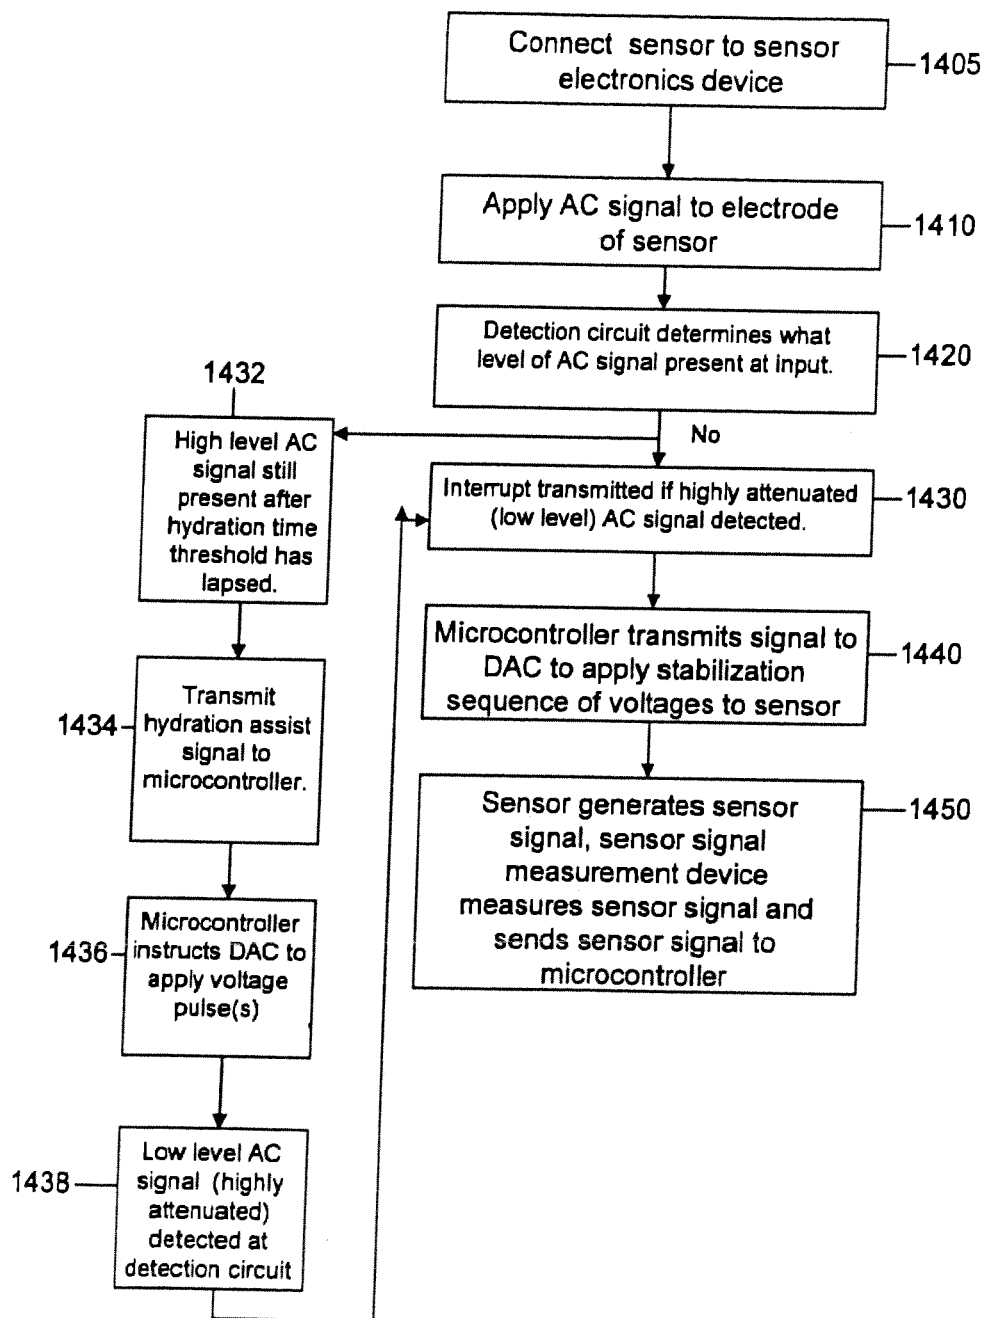 Connect sensor to sensor
electronics device
1405
Apply AC signal to electrode
of sensor
1410
Detection circuit determines what
level of AC signal present at input.
1420
No
1432
High level AC
signal still
present after
hydration time
threshold has
lapsed.
Interrupt transmitted if highly attenuated
(low level) AC signal detected.
1430
Microcontroller transmits signal to
DAC to apply stabilization
sequence of voltages to sensor
1440
1434
Transmit
hydration assist
signal to
microcontroller.
Sensor generates sensor
signal, sensor signal
measurement device
measures sensor signal and
sends sensor signal to
microcontroller
1450
1436
Microcontroller
instructs DAC to
apply voltage
pulse(s)
1438
Low level AC
signal (highly
attenuated)
detected at
detection circuit